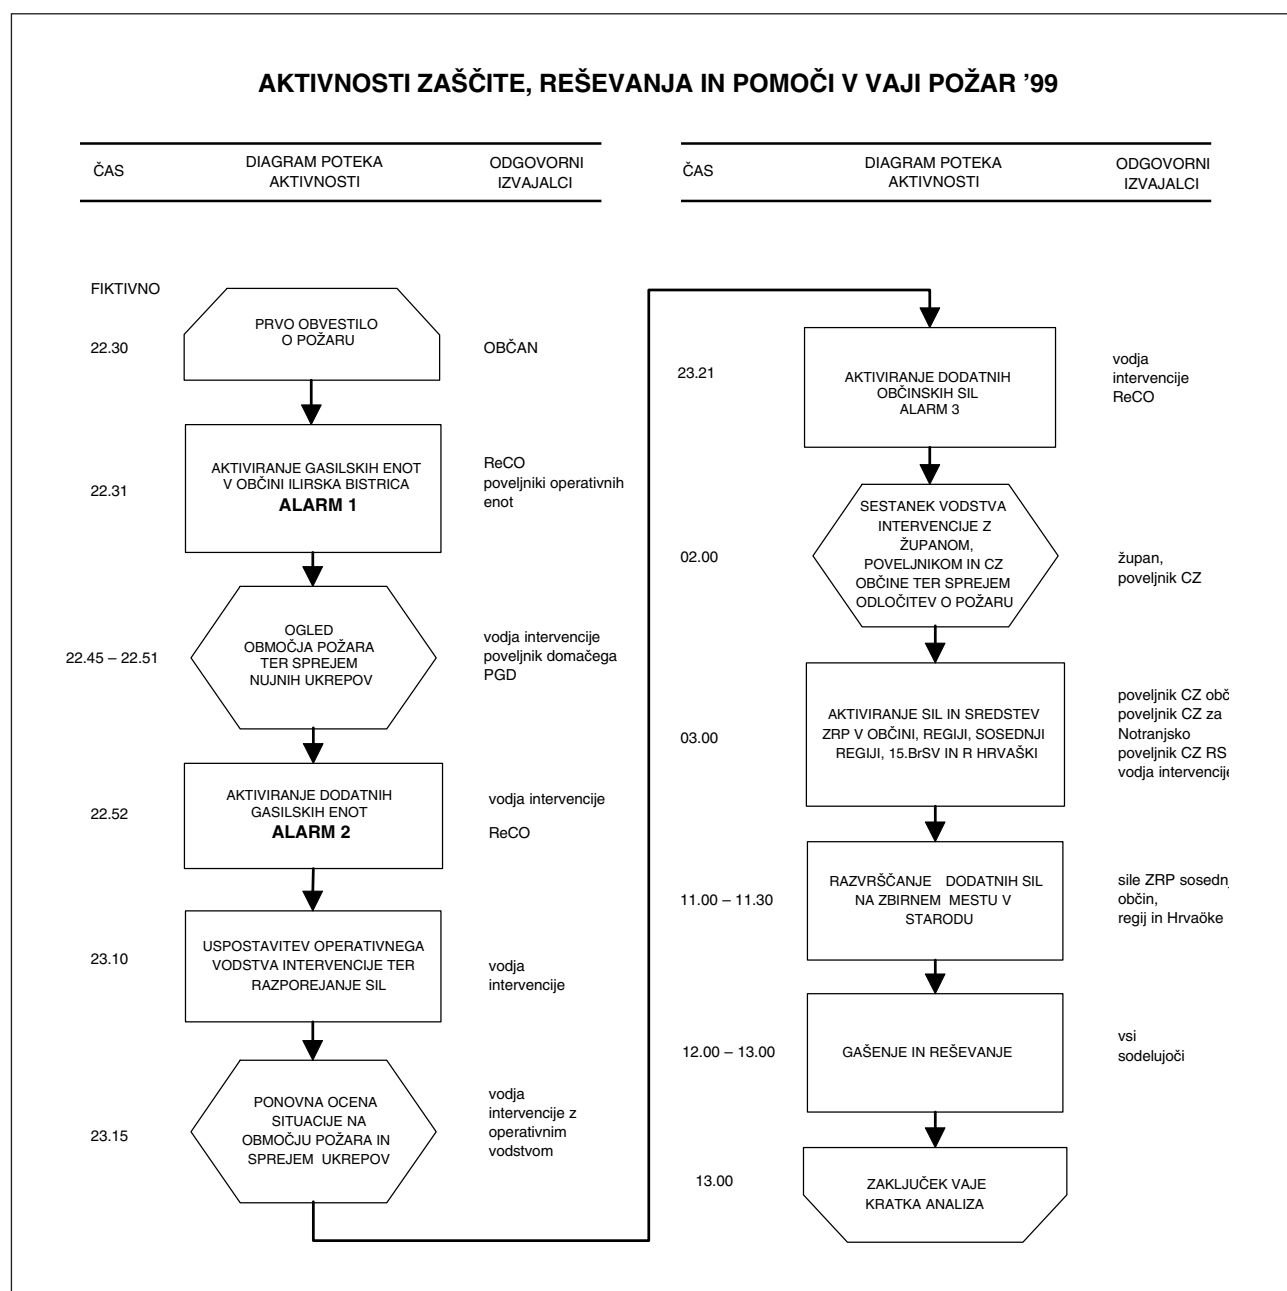 AKTIVNOSTI ZAŠČITE, REŠEVANJA IN POMOČI V VAJI POŽAR '99
ČAS
DIAGRAM POTEKA
AKTIVNOSTI
ODGOVORNI
IZVAJALCI
FIKTIVNO
22.30
PRVO OBVESTILO
O POŽARU
OBČAN
22.31
AKTIVIRANJE GASILSKIH ENOT
V OBČINI ILIRSKA BISTRICA
ALARM 1
ReCO
poveljniki operativnih
enot
22.45 – 22.51
OGLED
OBMOČJA POŽARA
TER SPREJEM
NUJNIH UKREPOV
vodja intervencije
poveljnik domačega
PGD
22.52
AKTIVIRANJE DODATNIH
GASILSKIH ENOT
ALARM 2
vodja intervencije
ReCO
23.10
USPOSTAVITEV OPERATIVNEGA
VODSTVA INTERVENCIJE TER
RAZPOREJANJE SIL
vodja
intervencije
23.15
PONOVNA OCENA
SITUACIJE NA
OBMOČJU POŽARA IN
SPREJEM UKREPOV
vodja
intervencije z
operativnim
vodstvom
ČAS
DIAGRAM POTEKA
AKTIVNOSTI
ODGOVORNI
IZVAJALCI
23.21
AKTIVIRANJE DODATNIH
OBČINSKIH SIL
ALARM 3
vodja
intervencije
ReCO
02.00
SESTANEK VODSTVA
INTERVENCIJE Z
ŽUPANOM,
POVELJNIKOM IN CZ
OBČINE TER SPREJEM
ODLOČITEV O POŽARU
župan,
poveljnik CZ
03.00
AKTIVIRANJE SIL IN SREDSTEV
ZRP V OBČINI, REGIJI, SOSEDNJI
REGIJI, 15.BrSV IN R HRVAŠKI
poveljnik CZ obč
poveljnik CZ za
Notranjsko
poveljnik CZ RS
vodja intervencije
11.00 – 11.30
RAZVRŠČANJE DODATNIH SIL
NA ZBIRNEM MESTU V
STARODU
sile ZRP sosednj
občin,
regij in Hrvaöke
12.00 – 13.00
GAŠENJE IN REŠEVANJE
vsi
sodelujoči
13.00
ZAKLJUČEK VAJE
KRATKA ANALIZA